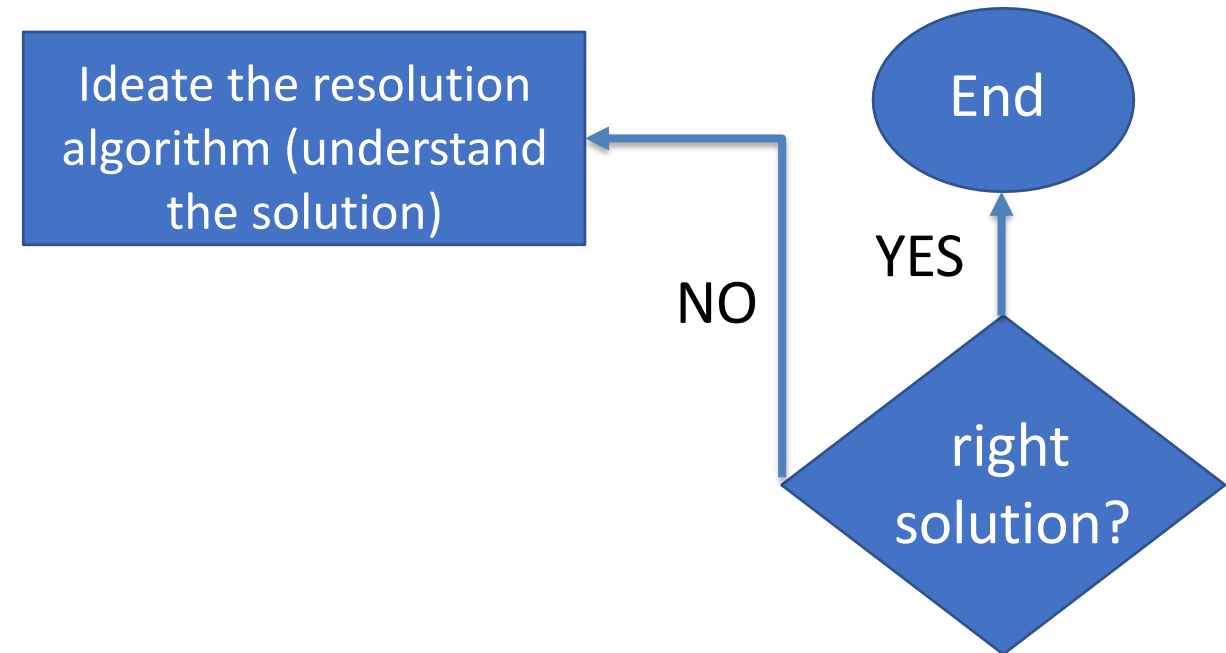 Ideate the resolution
algorithm (understand
the solution)
End
YES
NO
right
solution?